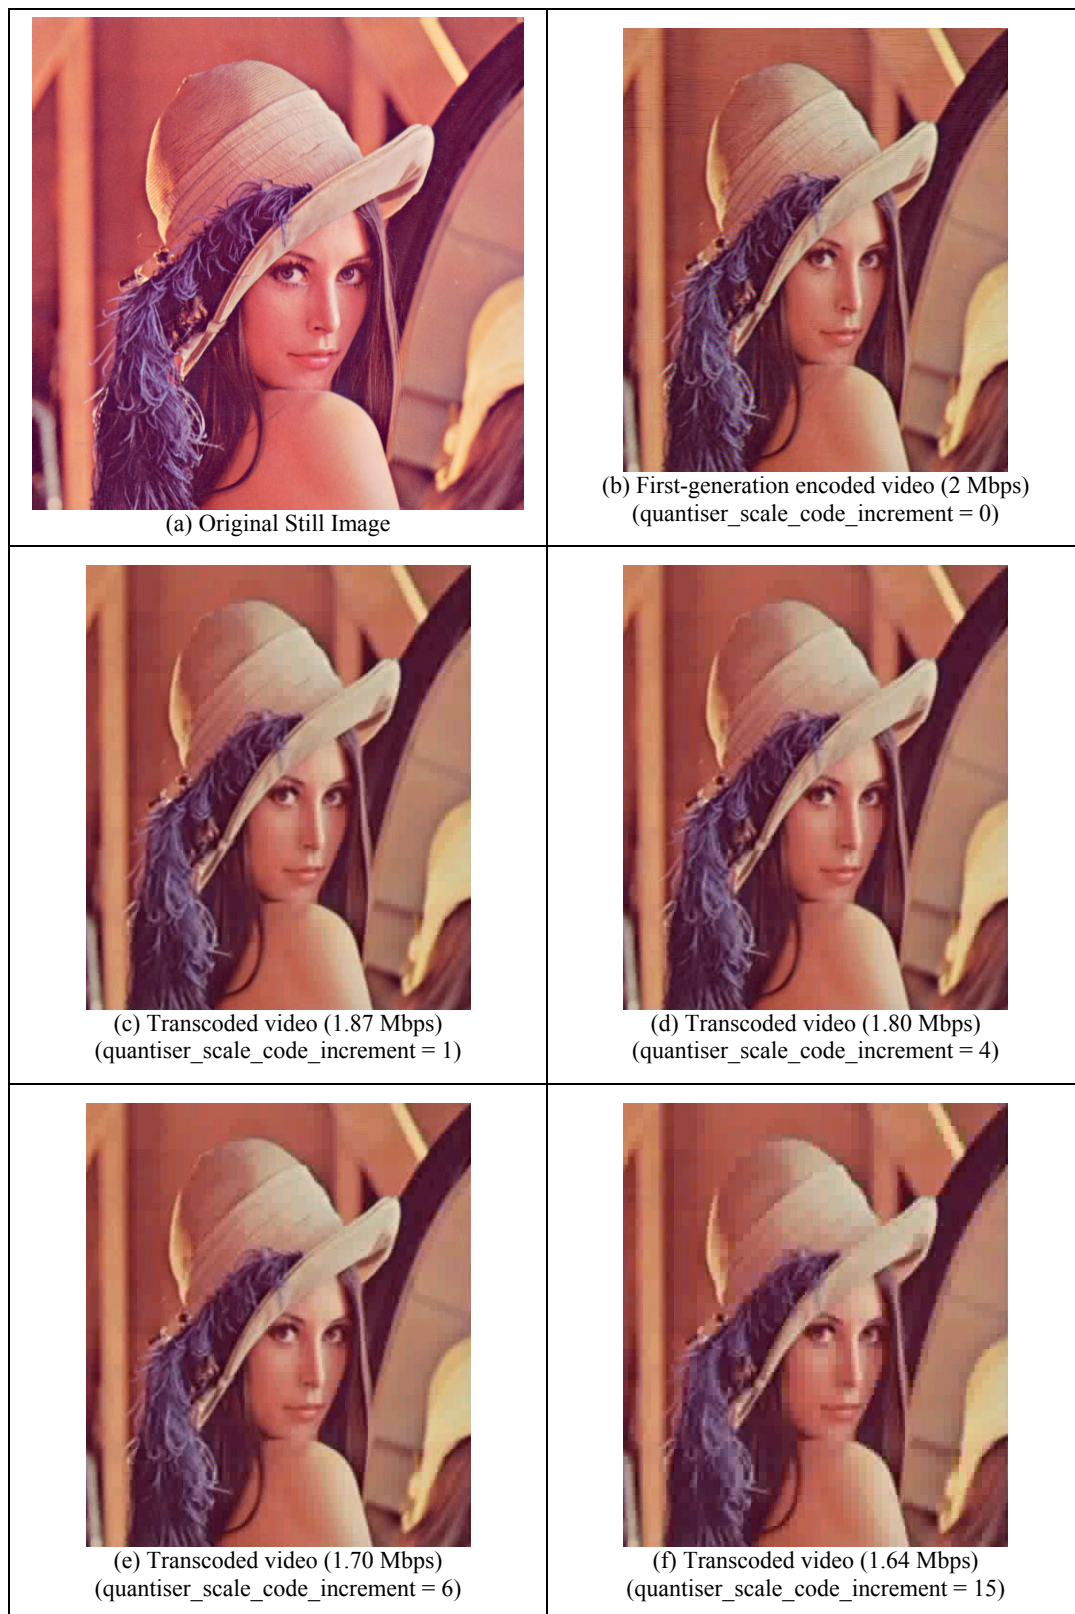 (a) Original Still Image
(b) First-generation encoded video (2 Mbps)
(quantiser_scale_code_increment = 0)
(c) Transcoded video (1.87 Mbps)
(quantiser_scale_code_increment = 1)
(d) Transcoded video (1.80 Mbps)
(quantiser_scale_code_increment = 4)
(e) Transcoded video (1.70 Mbps)
(quantiser_scale_code_increment = 6)
(f) Transcoded video (1.64 Mbps)
(quantiser_scale_code_increment = 15)